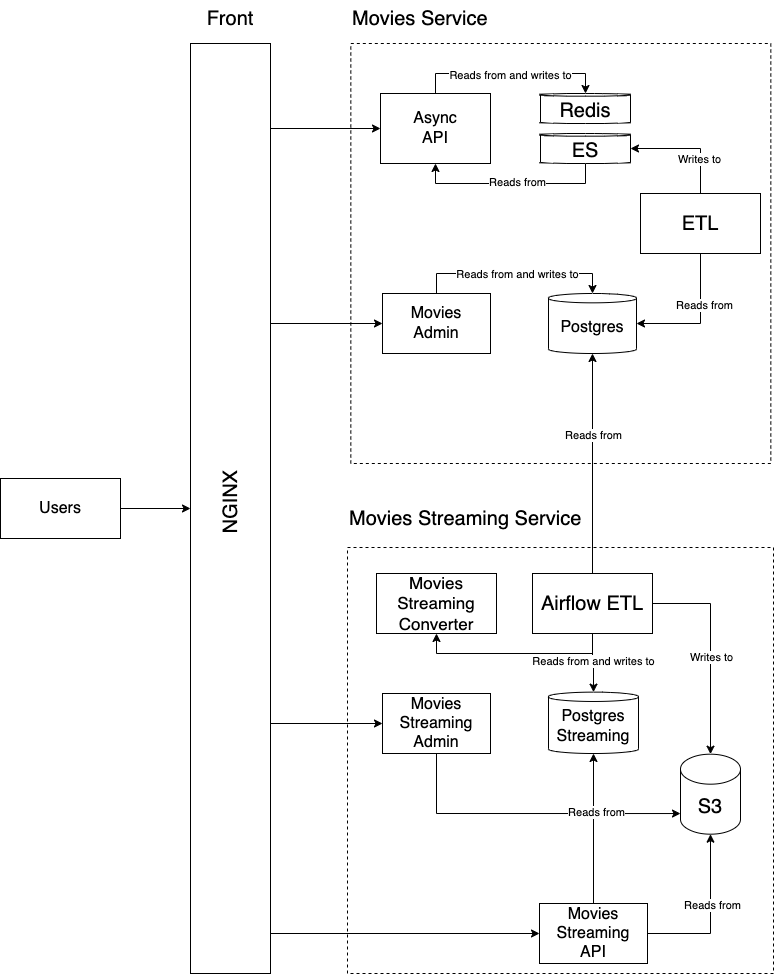 Front
Movies Service
Reads from and writes to
Async
API
Redis
ES
Writes to
Reads from
ETL
Reads from and writes to
Movies
Admin
Postgres
Reads from
Reads from
Users
NGINX
Movies Streaming Service
Movies
Streaming
Converter
Airflow ETL
Reads from and writes to
Writes to
Movies
Streaming
Admin
Postgres
Streaming
S3
Reads from
Reads from
Movies
Streaming
API